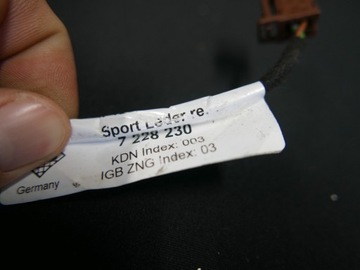 Sport Leder re.
7 228 230
KDN Index: 003
IGB ZNG Index: 03
Germany